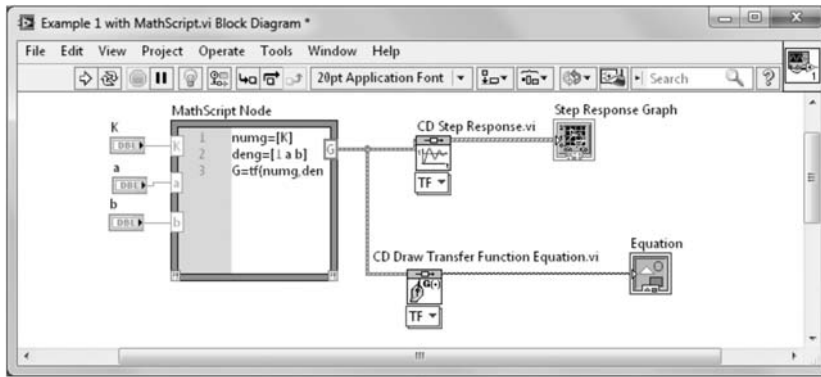 Example 1 with MathScript.vi Block Diagram *
File Edit View Project Operate Tools Window Help
20pt Application Font
Search
1
MathScript Node
K
DBL
K
1 numg=[K]
2 deng=[1 a b]
3 G=tf(numg,den
G
a
DBL
a
b
DBL
b
CD Step Response.vi
TF
Step Response Graph
CD Draw Transfer Function Equation.vi
G(•)
TF
Equation